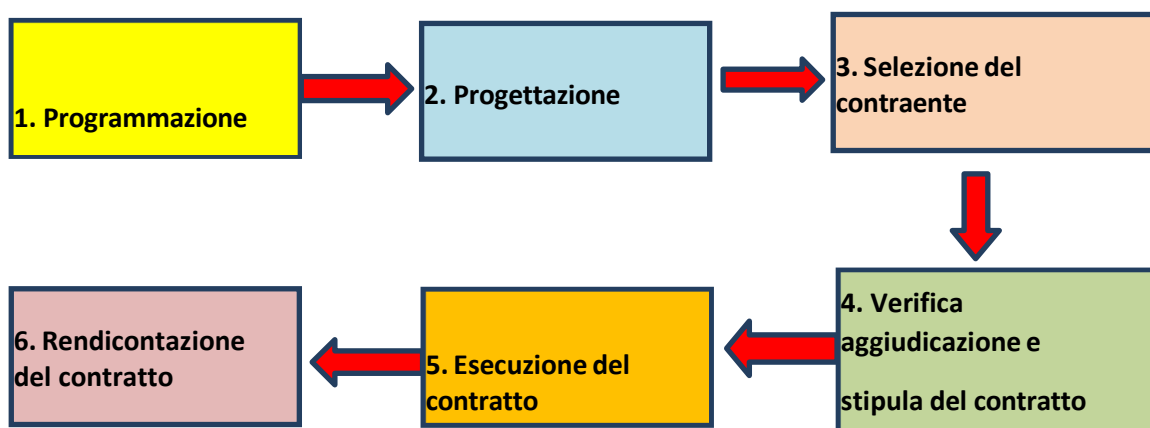 1. Programmazione
2. Progettazione
3. Selezione del
contraente
4. Verifica
aggiudicazione e
stipula del contratto
5. Esecuzione del
contratto
6. Rendicontazione
del contratto